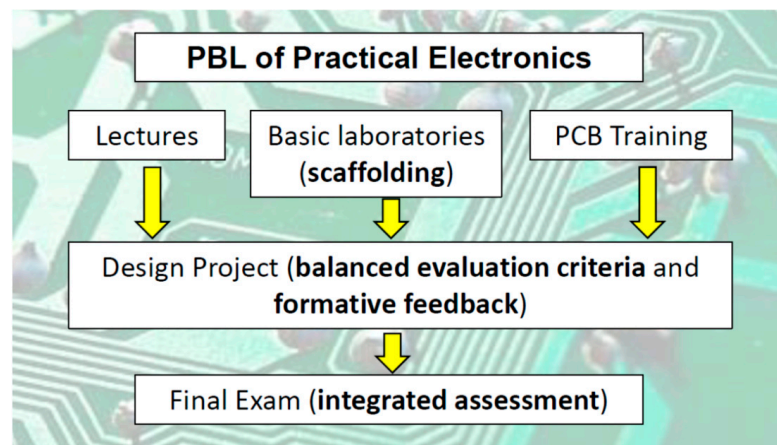 PBL of Practical Electronics
Lectures
Basic laboratories
(scaffolding)
PCB Training
Design Project (balanced evaluation criteria and
formative feedback)
Final Exam (integrated assessment)